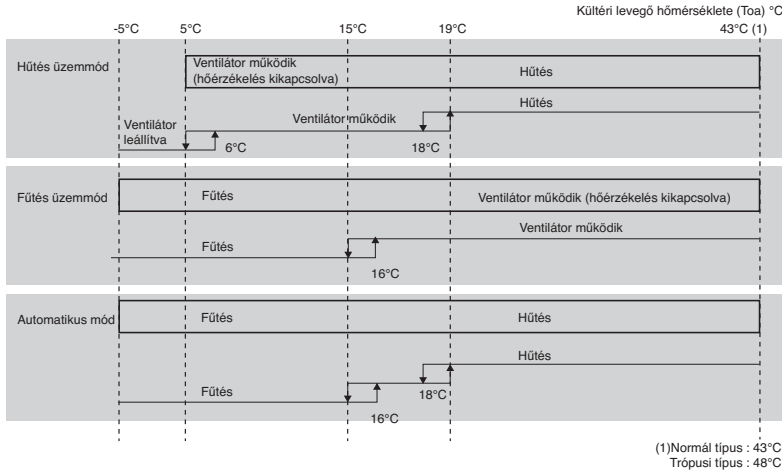 Kültéri levegő hőmérséklete (Toa) °C
-5°C 5°C 15°C 19°C 43°C (1)
Hűtés üzemmód
Ventilátor működik
(hőérzékelés kikapcsolva)
Hűtés
Hűtés
Ventilátor
leállítva
Ventilátor működik
6°C
18°C
Fűtés üzemmód
Fűtés
Ventilátor működik (hőérzékelés kikapcsolva)
Ventilátor működik
Fűtés
16°C
Automatikus mód
Fűtés
Hűtés
Hűtés
Fűtés
18°C
16°C
(1)Normál típus : 43°C
Trópusi típus : 48°C